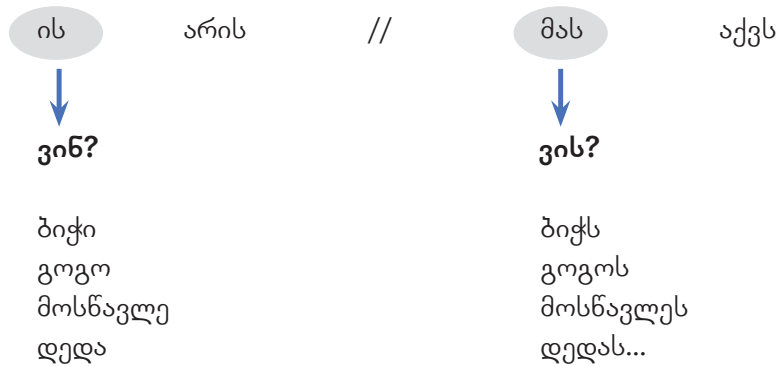 ის არის // მას აქვს
ვინ? ვის?
ბიჭი ბიჭს
გოგო გოგოს
მოსწავლე მოსწავლეს
დედა დედას...